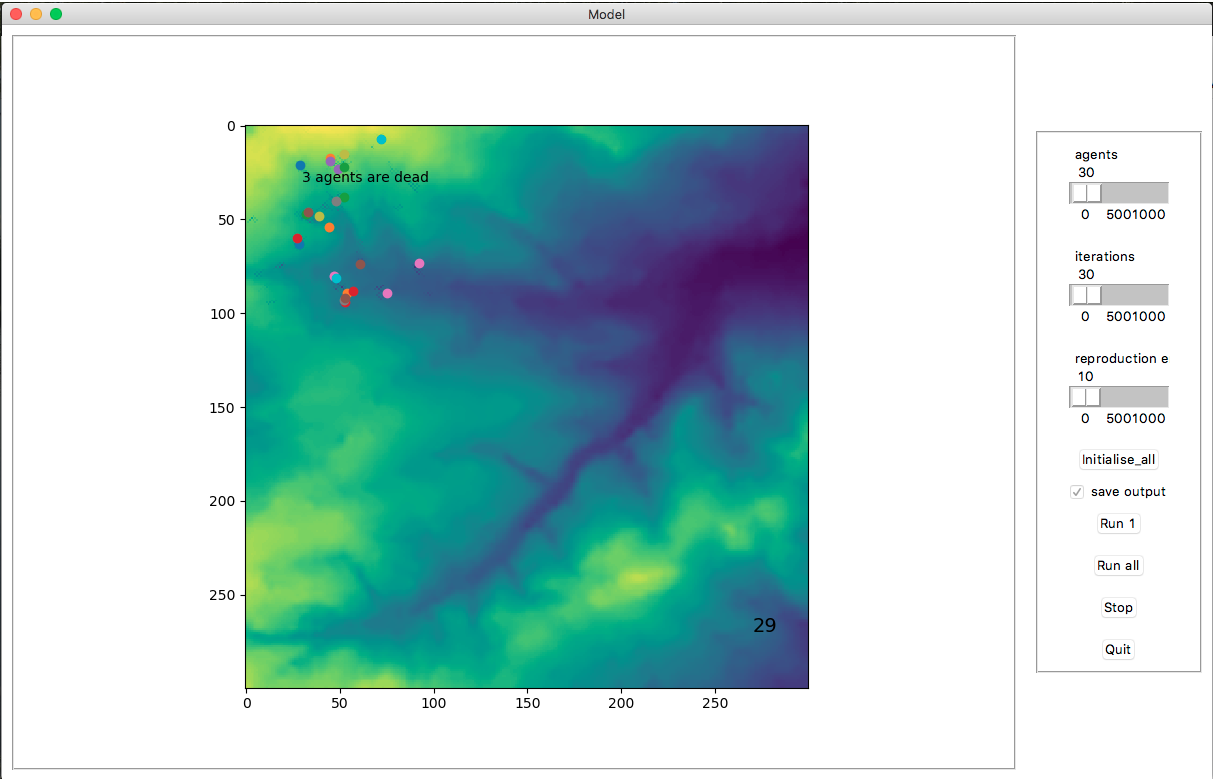 Model
0
50
100
150
200
250
0 50 100 150 200 250
3 agents are dead
29
agents
30
0 5001000
iterations
30
0 5001000
reproduction e
10
0 5001000
Initialise_all
save output
Run 1
Run all
Stop
Quit